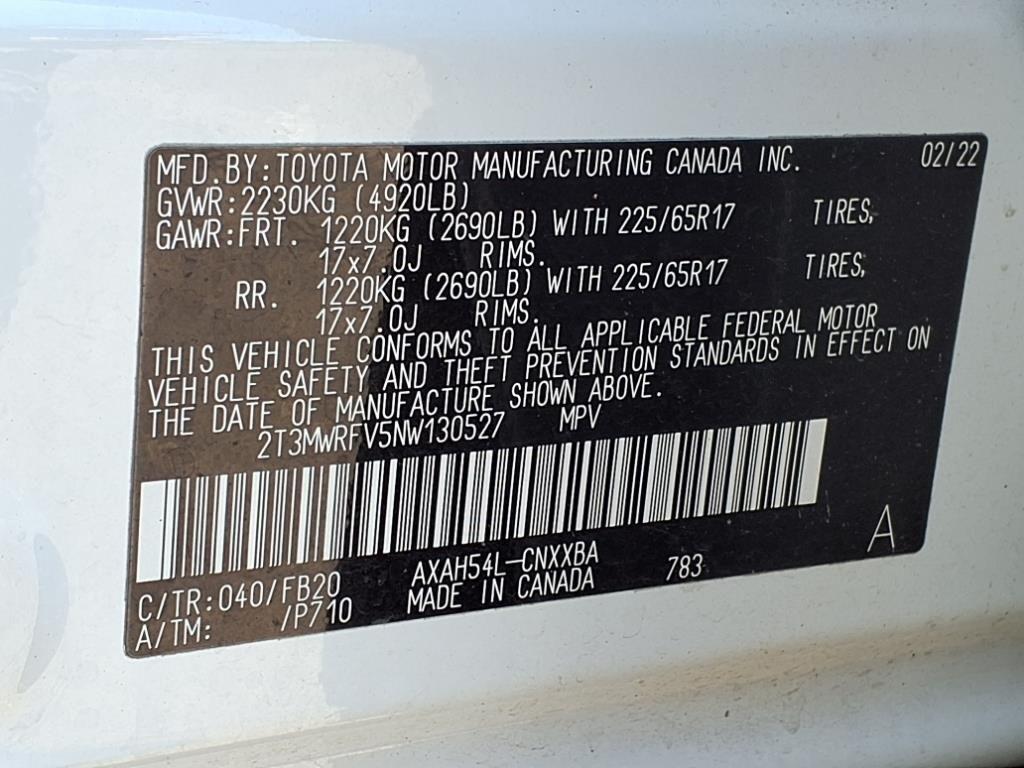 MFD. BY: TOYOTA MOTOR MANUFACTURING CANADA INC. 02/22
GVWR: 2230KG (4920LB)
GAWR: FRT. 1220KG (2690LB) WITH 225/65R17 TIRES,
17x7.0J RIMS.
RR. 1220KG (2690LB) WITH 225/65R17 TIRES,
17x7.0J RIMS.
THIS VEHICLE CONFORMS TO ALL APPLICABLE FEDERAL MOTOR
VEHICLE SAFETY AND THEFT PREVENTION STANDARDS IN EFFECT ON
THE DATE OF MANUFACTURE SHOWN ABOVE.
2T3MWRFV5NW130527 MPV
A
C/TR: 040/FB20 AXAH54L-CNXXBA 783
A/TM: /P710 MADE IN CANADA